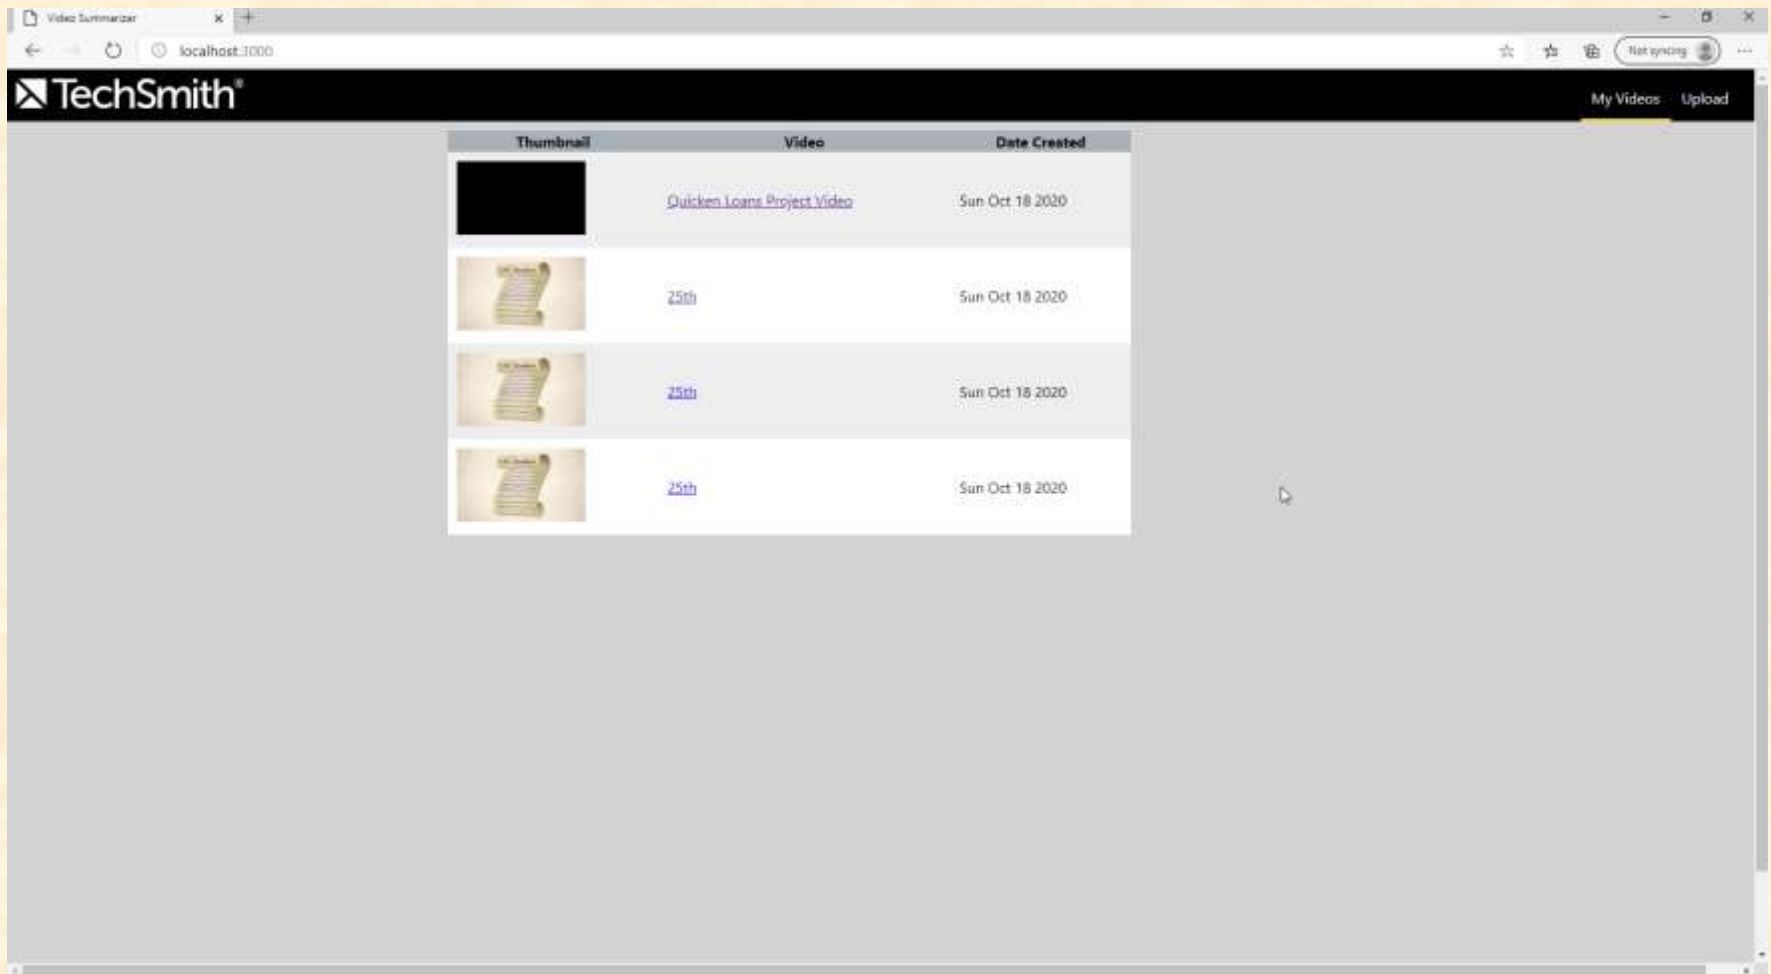 Video Summarizer
localhost:3000
Not syncing
TechSmith®
My Videos Upload
Thumbnail Video Date Created
Quicken Loans Project Video Sun Oct 18 2020
25th Sun Oct 18 2020
25th Sun Oct 18 2020
25th Sun Oct 18 2020